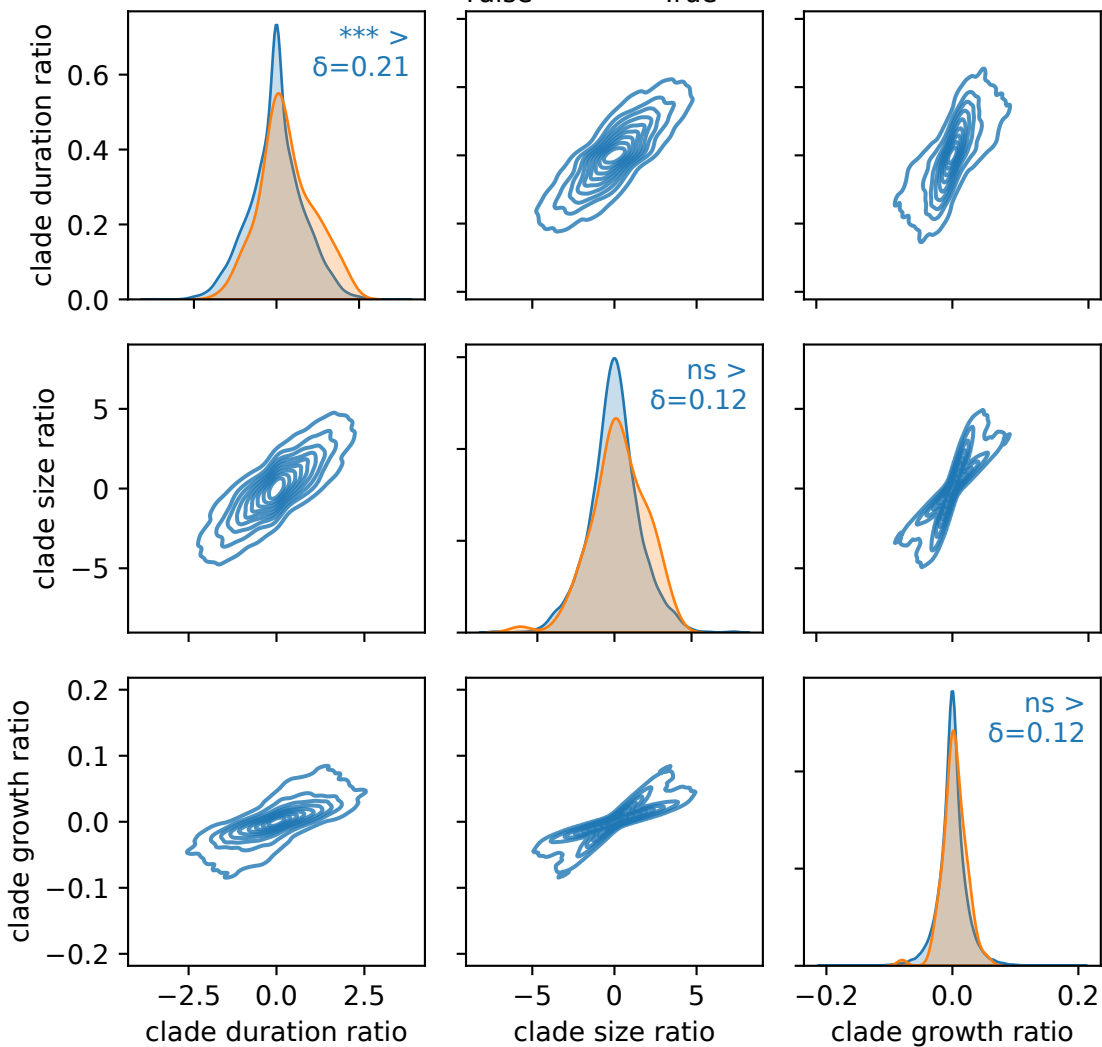 clade duration ratio
0.6
0.4
0.2
0.0
*** >
δ=0.21
clade size ratio
5
0
−5
ns >
δ=0.12
clade growth ratio
0.2
0.1
0.0
−0.1
−0.2
ns >
δ=0.12
−2.5 0.0 2.5
−5 0 5
−0.2 0.0 0.2
clade duration ratio
clade size ratio
clade growth ratio